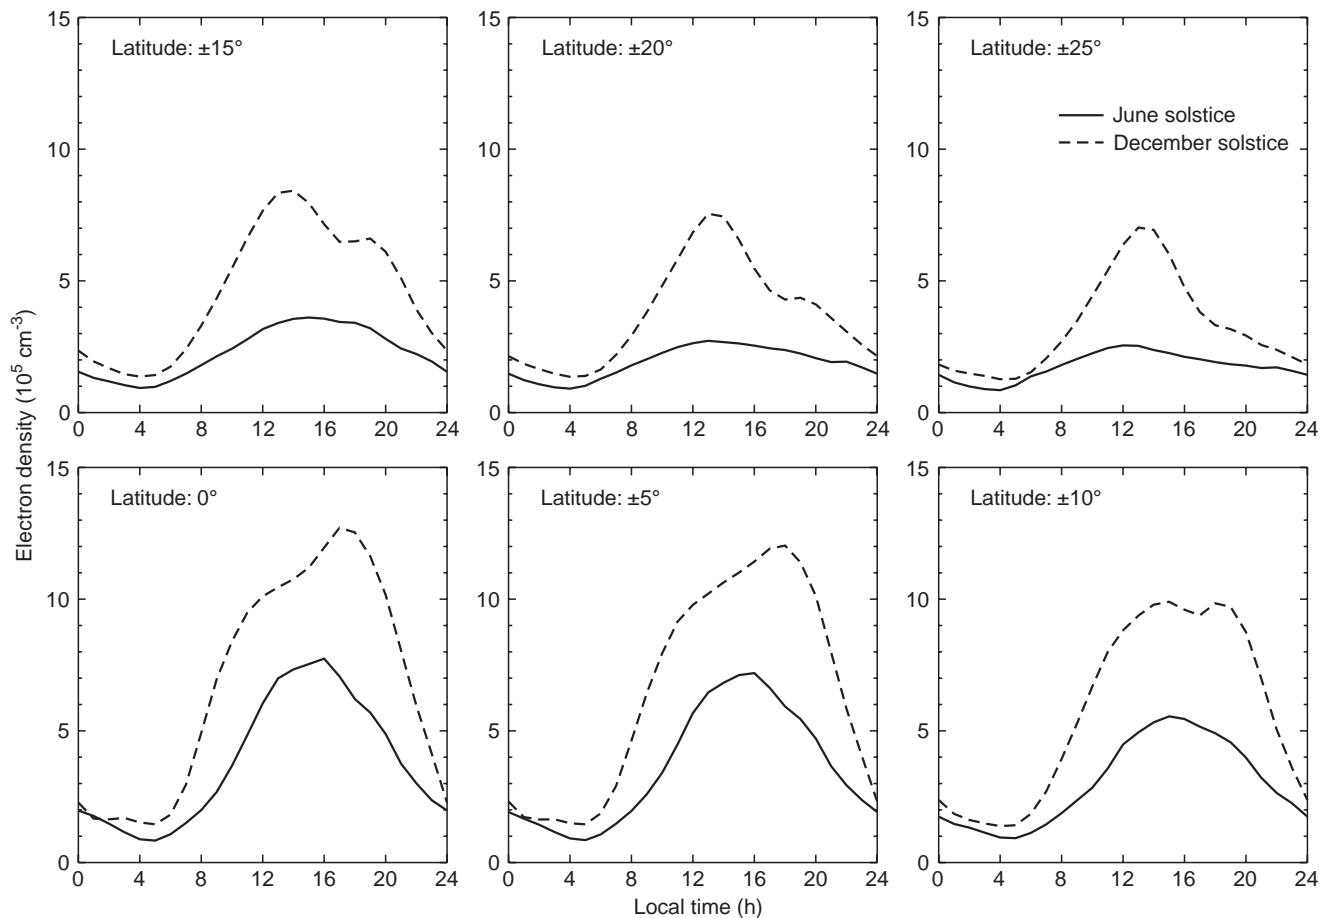 15
10
5
0
Latitude: ±15°
0 4 8 12 16 20 24
15
10
5
0
Latitude: ±20°
0 4 8 12 16 20 24
15
10
5
0
Latitude: ±25°
June solstice
December solstice
0 4 8 12 16 20 24
Electron density (10⁵ cm⁻³)
15
10
5
0
Latitude: 0°
0 4 8 12 16 20 24
15
10
5
0
Latitude: ±5°
0 4 8 12 16 20 24
15
10
5
0
Latitude: ±10°
0 4 8 12 16 20 24
Local time (h)